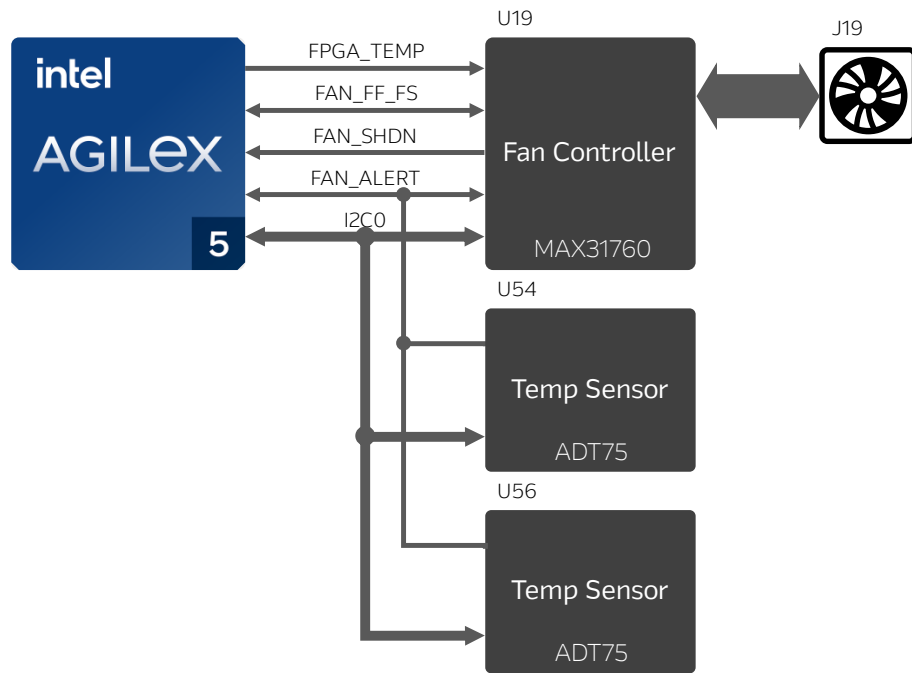 intel
AGILEX
5
FPGA_TEMP
FAN_FF_FS
FAN_SHDN
FAN_ALERT
I2C0
U19
Fan Controller
MAX31760
J19
U54
Temp Sensor
ADT75
U56
Temp Sensor
ADT75